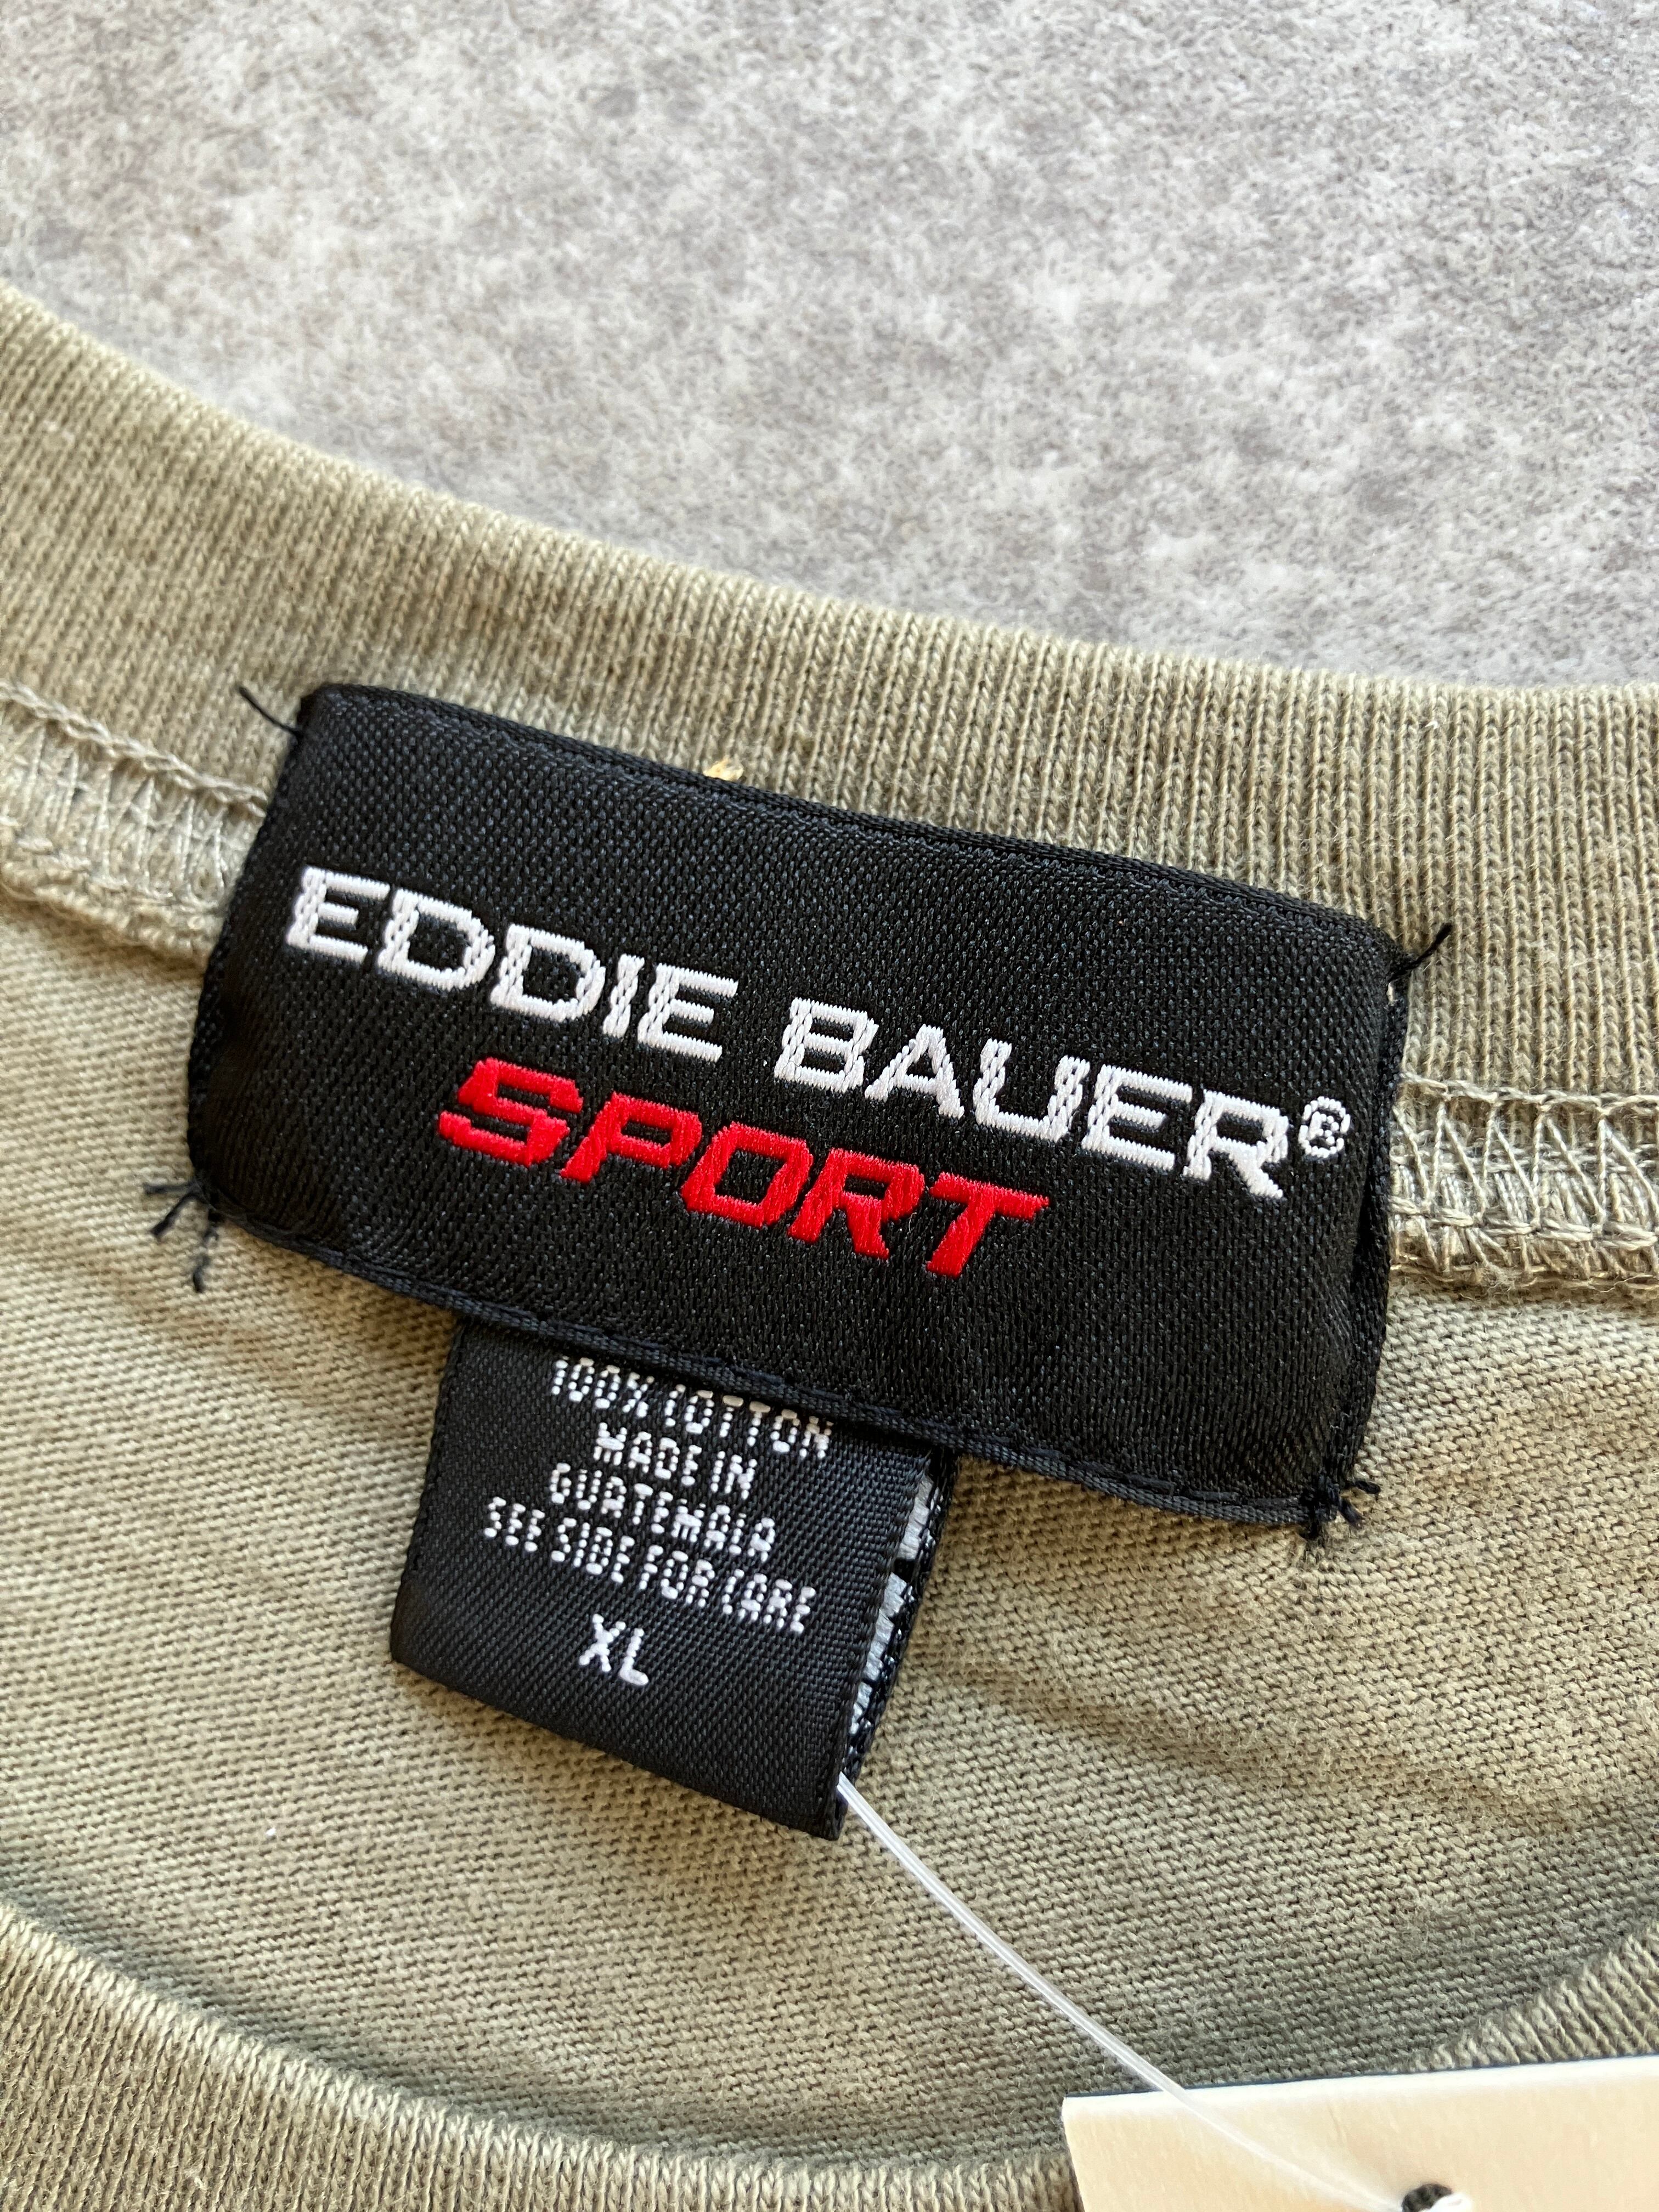 EDDIE BAUER®
SPORT
100% COTTON
MADE IN
GUATEMALA
SEE SIDE FOR CARE
XL